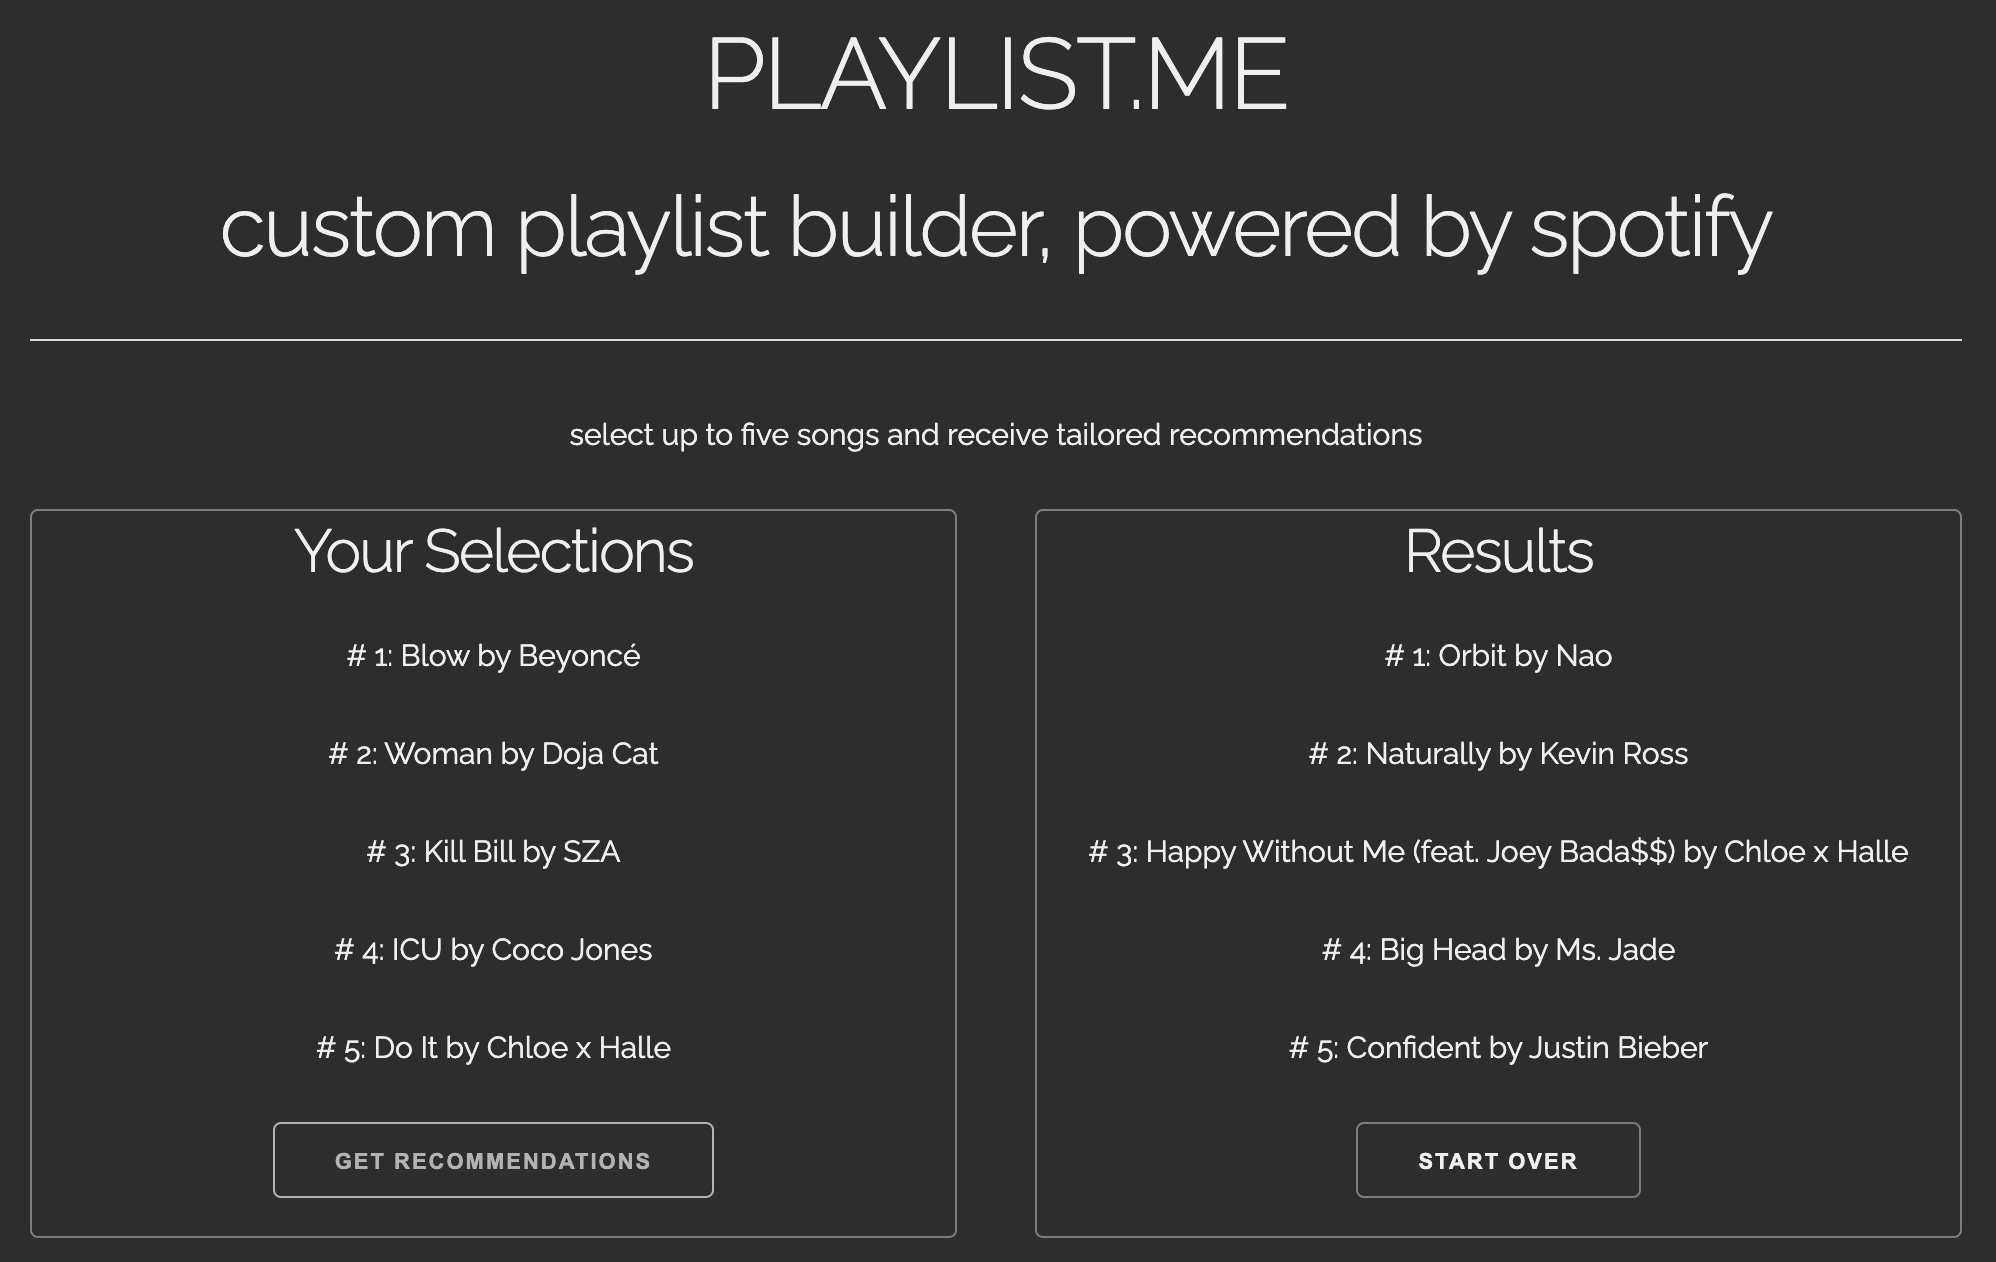 PLAYLIST.ME
custom playlist builder, powered by spotify
select up to five songs and receive tailored recommendations
Your Selections
# 1: Blow by Beyoncé
# 2: Woman by Doja Cat
# 3: Kill Bill by SZA
# 4: ICU by Coco Jones
# 5: Do It by Chloe x Halle
GET RECOMMENDATIONS
Results
# 1: Orbit by Nao
# 2: Naturally by Kevin Ross
# 3: Happy Without Me (feat. Joey Bada$$) by Chloe x Halle
# 4: Big Head by Ms. Jade
# 5: Confident by Justin Bieber
START OVER